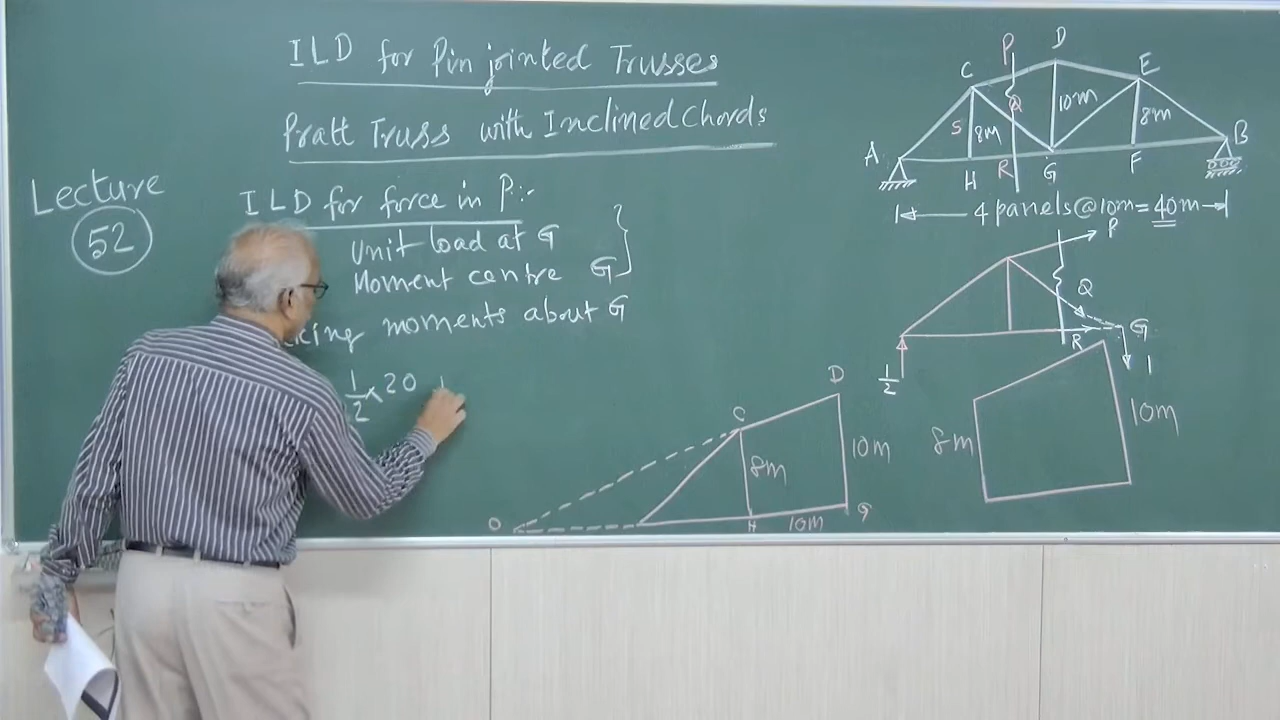 ILD for Pin jointed Trusses
Pratt Truss with Inclined Chords
Lecture
52
ILD for force in P:-
Unit load at G
Moment centre G
moments about G
1/2 × 20
P
D
C
E
Q
10m
S
8m
8m
A
B
H
R
G
F
4 panels@10m=40m
P
Q
G
R
1/2
1
8m
10m
D
C
8m
10m
O
H
10m
G